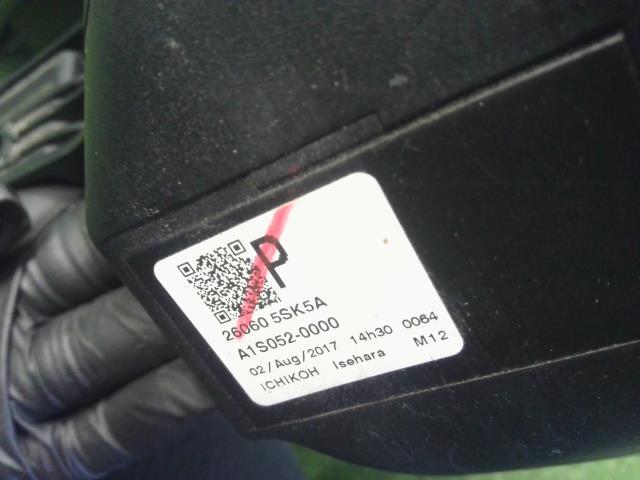 P
26060 5SK5A
A1S052-0000
02/Aug/2017 14h30 0064
ICHIKOH Isehara M12